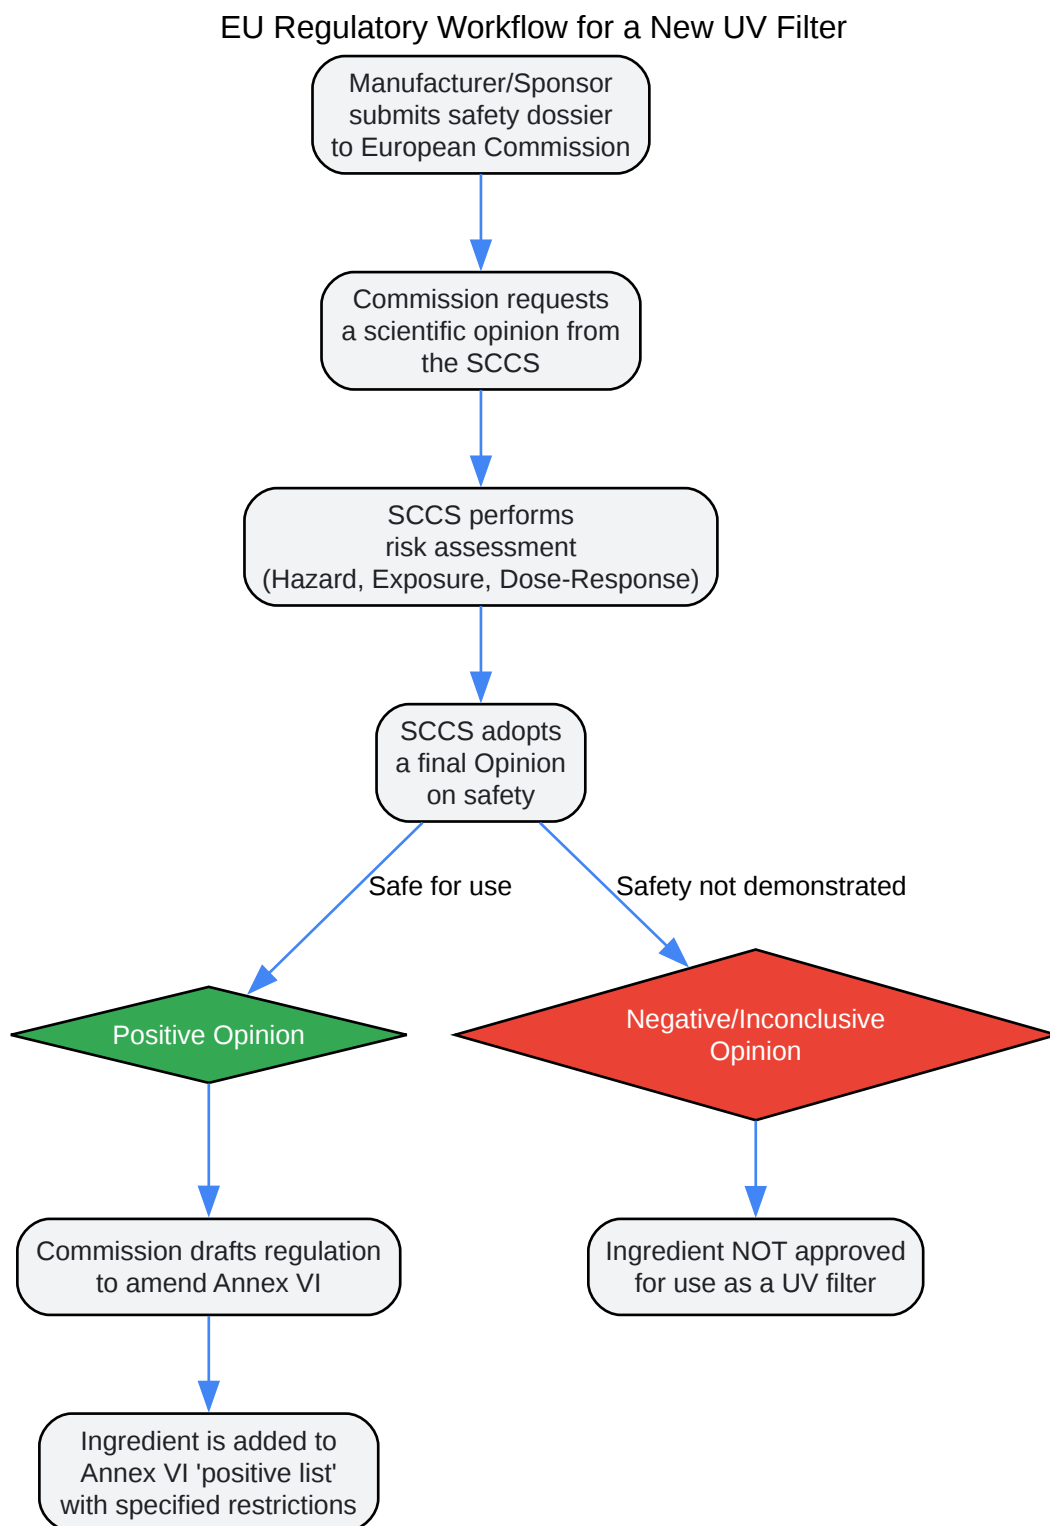 EU Regulatory Workflow for a New UV Filter
Manufacturer/Sponsor
submits safety dossier
to European Commission
Commission requests
a scientific opinion from
the SCCS
SCCS performs
risk assessment
(Hazard, Exposure, Dose-Response)
SCCS adopts
a final Opinion
on safety
Safe for use
Safety not demonstrated
Positive Opinion
Negative/Inconclusive
Opinion
Commission drafts regulation
to amend Annex VI
Ingredient NOT approved
for use as a UV filter
Ingredient is added to
Annex VI 'positive list'
with specified restrictions